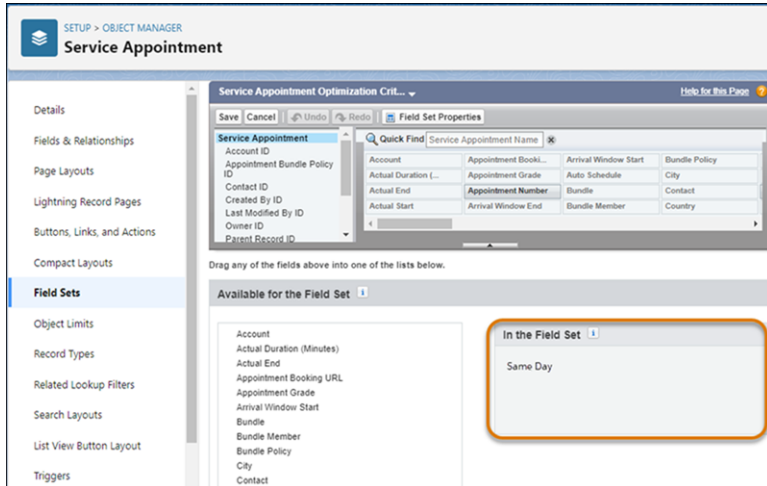 SETUP > OBJECT MANAGER
Service Appointment
Details
Fields & Relationships
Page Layouts
Lightning Record Pages
Buttons, Links, and Actions
Compact Layouts
Field Sets
Object Limits
Record Types
Related Lookup Filters
Search Layouts
List View Button Layout
Triggers
Service Appointment Optimization Crit...
Help for this Page
Save Cancel Undo Redo Field Set Properties
Service Appointment
Account ID
Appointment Bundle Policy
ID
Contact ID
Created By ID
Last Modified By ID
Owner ID
Parent Record ID
Quick Find Service Appointment Name
Account Appointment Booki... Arrival Window Start Bundle Policy
Actual Duration (... Appointment Grade Auto Schedule City
Actual End Appointment Number Bundle Contact
Actual Start Arrival Window End Bundle Member Country
Drag any of the fields above into one of the lists below.
Available for the Field Set
Account
Actual Duration (Minutes)
Actual End
Appointment Booking URL
Appointment Grade
Arrival Window Start
Bundle
Bundle Member
Bundle Policy
City
Contact
In the Field Set
Same Day